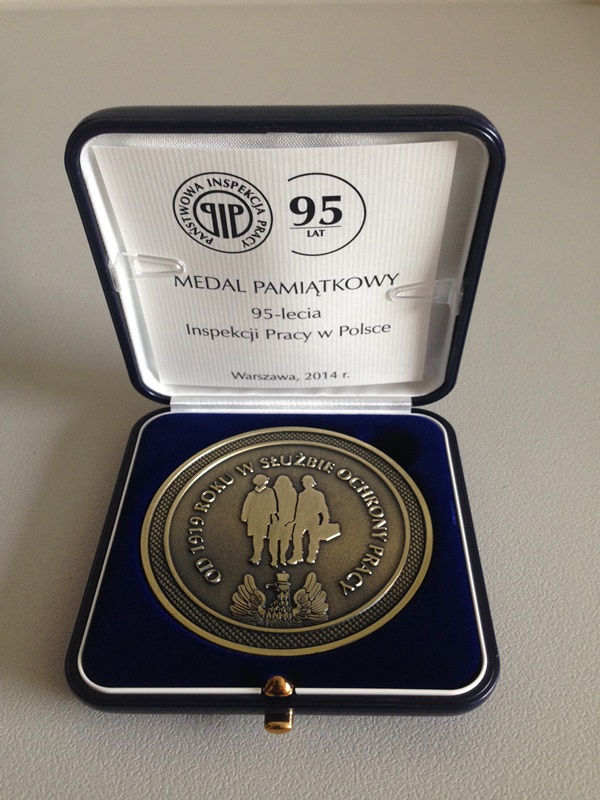 PAŃSTWOWA INSPEKCJA PRACY
PIP
95
LAT
MEDAL PAMIĄTKOWY
95-lecia
Inspekcji Pracy w Polsce
Warszawa, 2014 r.
OD 1919 ROKU W SŁUŻBIE OCHRONY PRACY